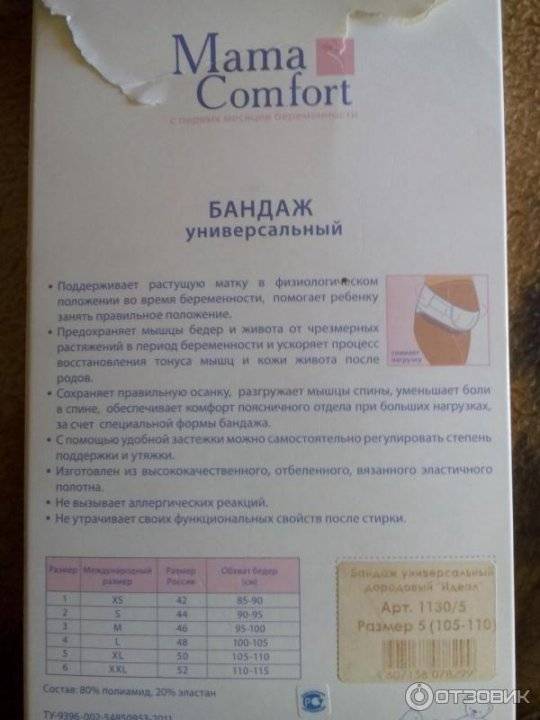 Mama
Comfort
с первых месяцев беременности
БАНДАЖ
универсальный
• Поддерживает растущую матку в физиологическом
положении во время беременности, помогает ребенку
занять правильное положение.
• Предохраняет мышцы бедер и живота от чрезмерных
растяжений в период беременности и ускоряет процесс
восстановления тонуса мышц и кожи живота после
родов.
снижает
нагрузку
• Сохраняет правильную осанку, разгружает мышцы спины, уменьшает боли
в спине, обеспечивает комфорт поясничного отдела при больших нагрузках,
за счет специальной формы бандажа.
• С помощью удобной застежки можно самостоятельно регулировать степень
поддержки и утяжки.
• Изготовлен из высококачественного, отбеленного, вязанного эластичного
полотна.
• Не вызывает аллергических реакций.
• Не утрачивает своих функциональных свойств после стирки.
Размер Международный размер Размер Россия Обхват бедер (см)
1 XS 42 85-90
2 S 44 90-95
3 M 46 95-100
4 L 48 100-105
5 XL 50 105-110
6 XXL 52 110-115
Бандаж универсальный
дородовый "Идеал"
Арт. 1130/5
Размер 5 (105-110)
Состав: 80% полиамид, 20% эластан
РСТ
ОТЗОВИК